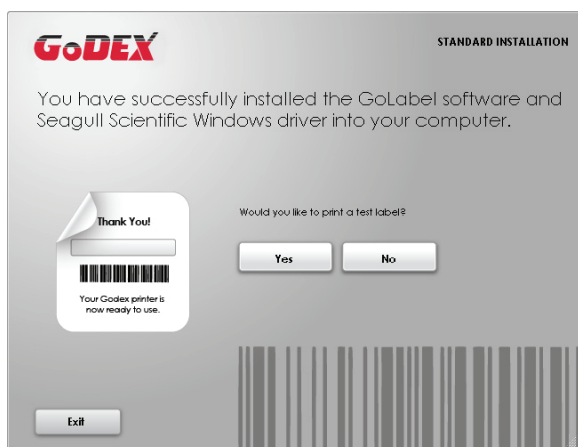 GoDEX
STANDARD INSTALLATION
You have successfully installed the GoLabel software and
Seagull Scientific Windows driver into your computer.
Thank You!
Your Godex printer is
now ready to use.
Would you like to print a test label?
Yes
No
Exit